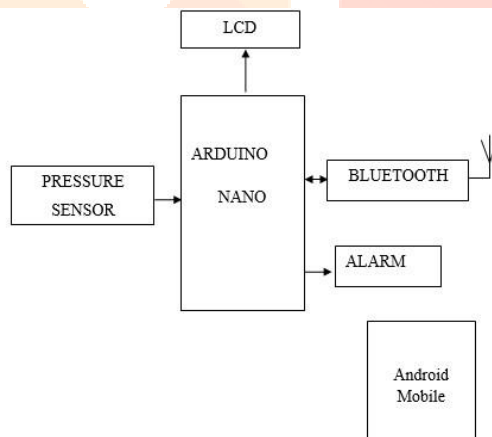 LCD
ARDUINO
NANO
PRESSURE
SENSOR
BLUETOOTH
ALARM
Android
Mobile